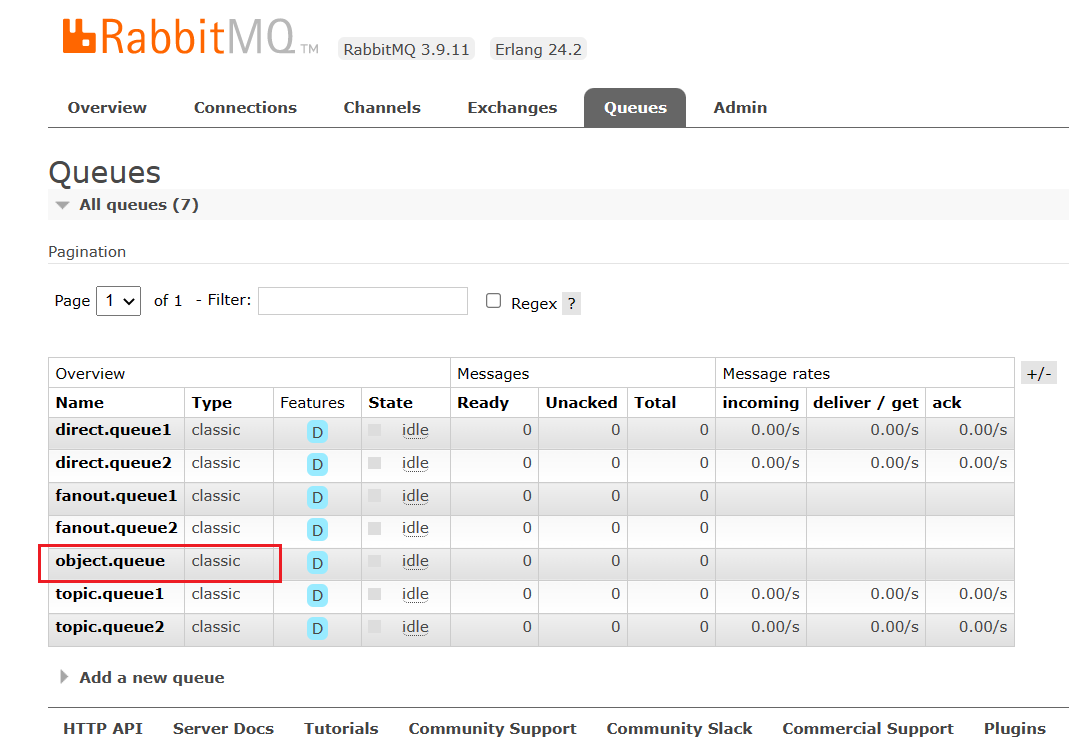 RabbitMQ TM RabbitMQ 3.9.11 Erlang 24.2
Overview Connections Channels Exchanges Queues Admin
Queues
All queues (7)
Pagination
Page 1 of 1 - Filter: Regex ?
Overview Messages Message rates +/-
Name Type Features State Ready Unacked Total incoming deliver / get ack
direct.queue1 classic D idle 0 0 0 0.00/s 0.00/s 0.00/s
direct.queue2 classic D idle 0 0 0 0.00/s 0.00/s 0.00/s
fanout.queue1 classic D idle 0 0 0
fanout.queue2 classic D idle 0 0 0
object.queue classic D idle 0 0 0
topic.queue1 classic D idle 0 0 0 0.00/s 0.00/s 0.00/s
topic.queue2 classic D idle 0 0 0 0.00/s 0.00/s 0.00/s
Add a new queue
HTTP API Server Docs Tutorials Community Support Community Slack Commercial Support Plugins